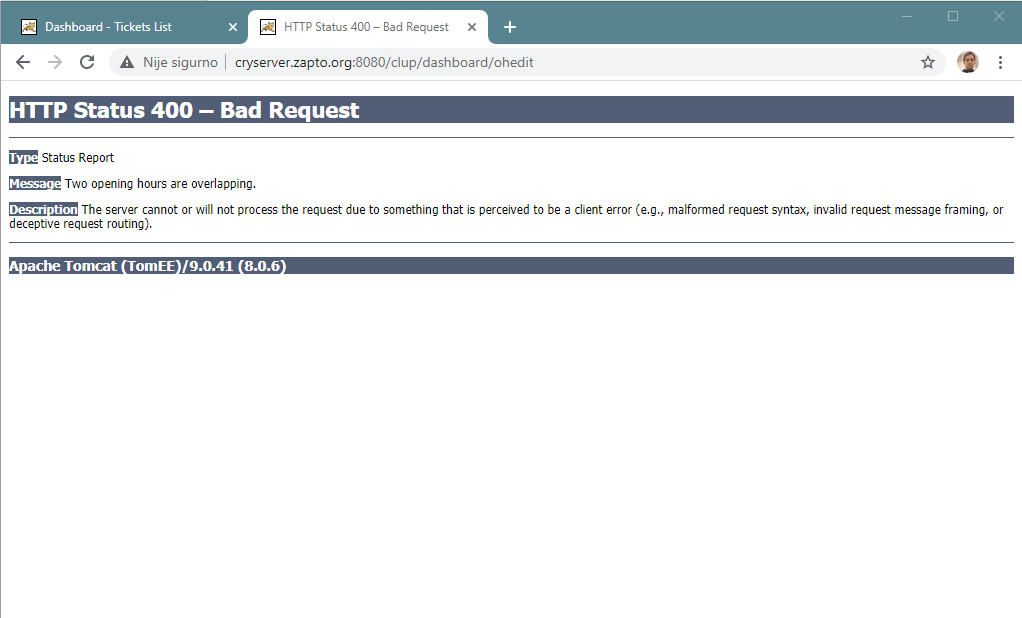 Dashboard - Tickets List
HTTP Status 400 – Bad Request
Nije sigurno
cryserver.zapto.org:8080/clup/dashboard/ohedit
HTTP Status 400 – Bad Request
Type Status Report
Message Two opening hours are overlapping.
Description The server cannot or will not process the request due to something that is perceived to be a client error (e.g., malformed request syntax, invalid request message framing, or
deceptive request routing).
Apache Tomcat (TomEE)/9.0.41 (8.0.6)